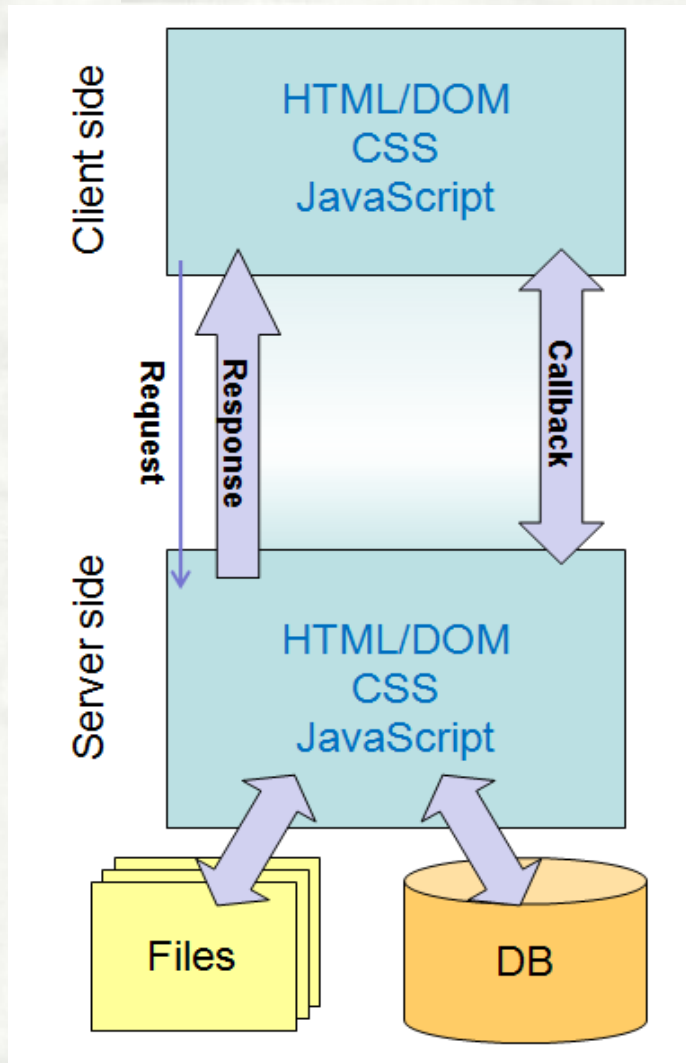 Client side
HTML/DOM
CSS
JavaScript
Request
Response
Callback
Server side
HTML/DOM
CSS
JavaScript
Files
DB